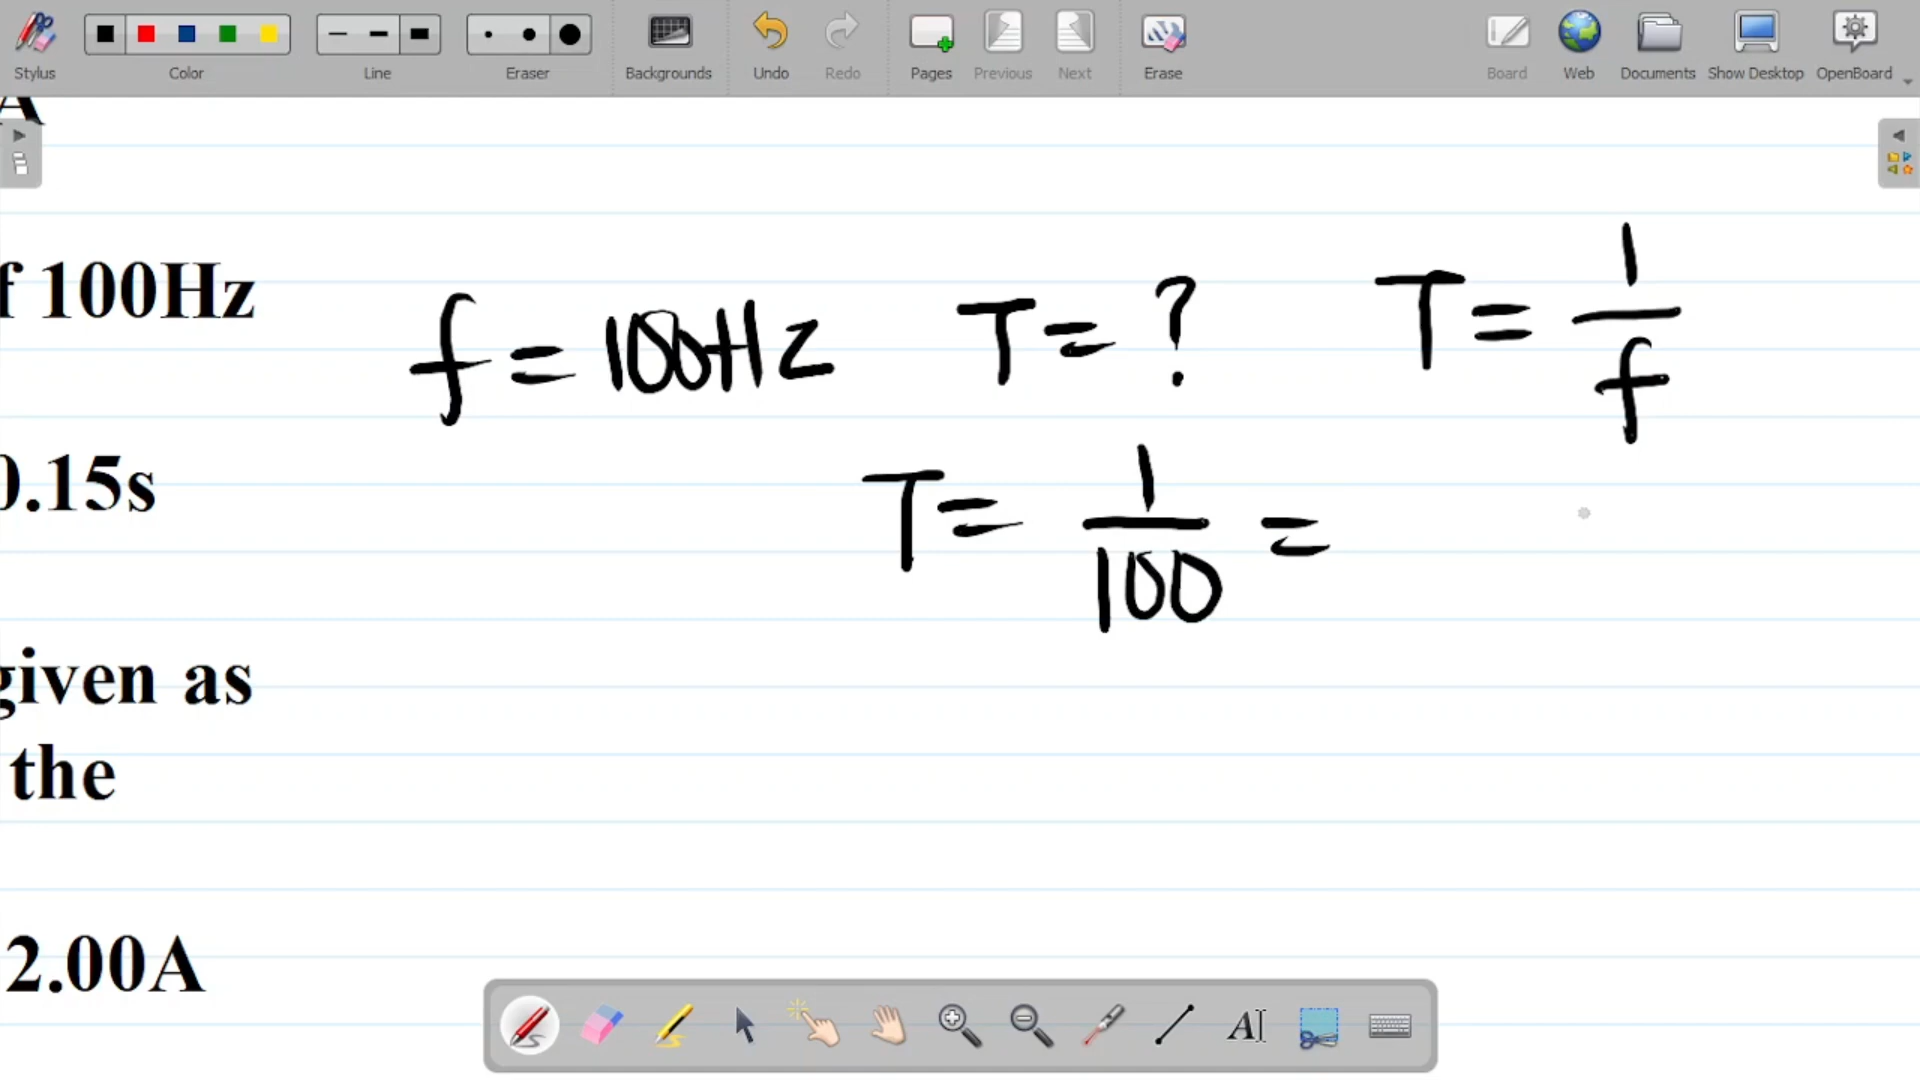 Stylus Color Line Eraser Backgrounds Undo Redo Pages Previous Next Erase Board Web Documents Show Desktop OpenBoard
A
f 100Hz
f = 100Hz T = ? T = 1/f
0.15s
T = 1/100 =
given as
the
2.00A